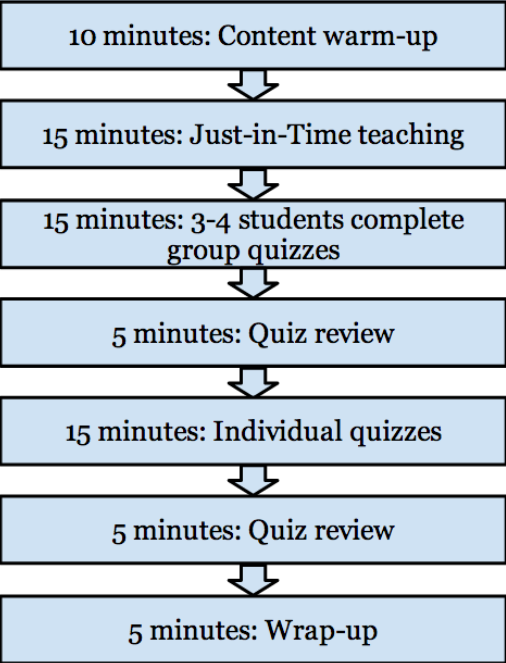 10 minutes: Content warm-up
15 minutes: Just-in-Time teaching
15 minutes: 3-4 students complete
group quizzes
5 minutes: Quiz review
15 minutes: Individual quizzes
5 minutes: Quiz review
5 minutes: Wrap-up